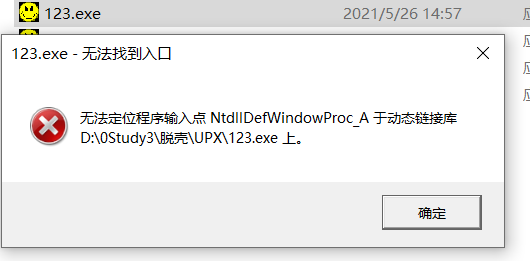 123.exe
2021/5/26 14:57
123.exe - 无法找到入口
无法定位程序输入点 NtdllDefWindowProc_A 于动态链接库
D:\0Study3\脱壳\UPX\123.exe 上。
确定